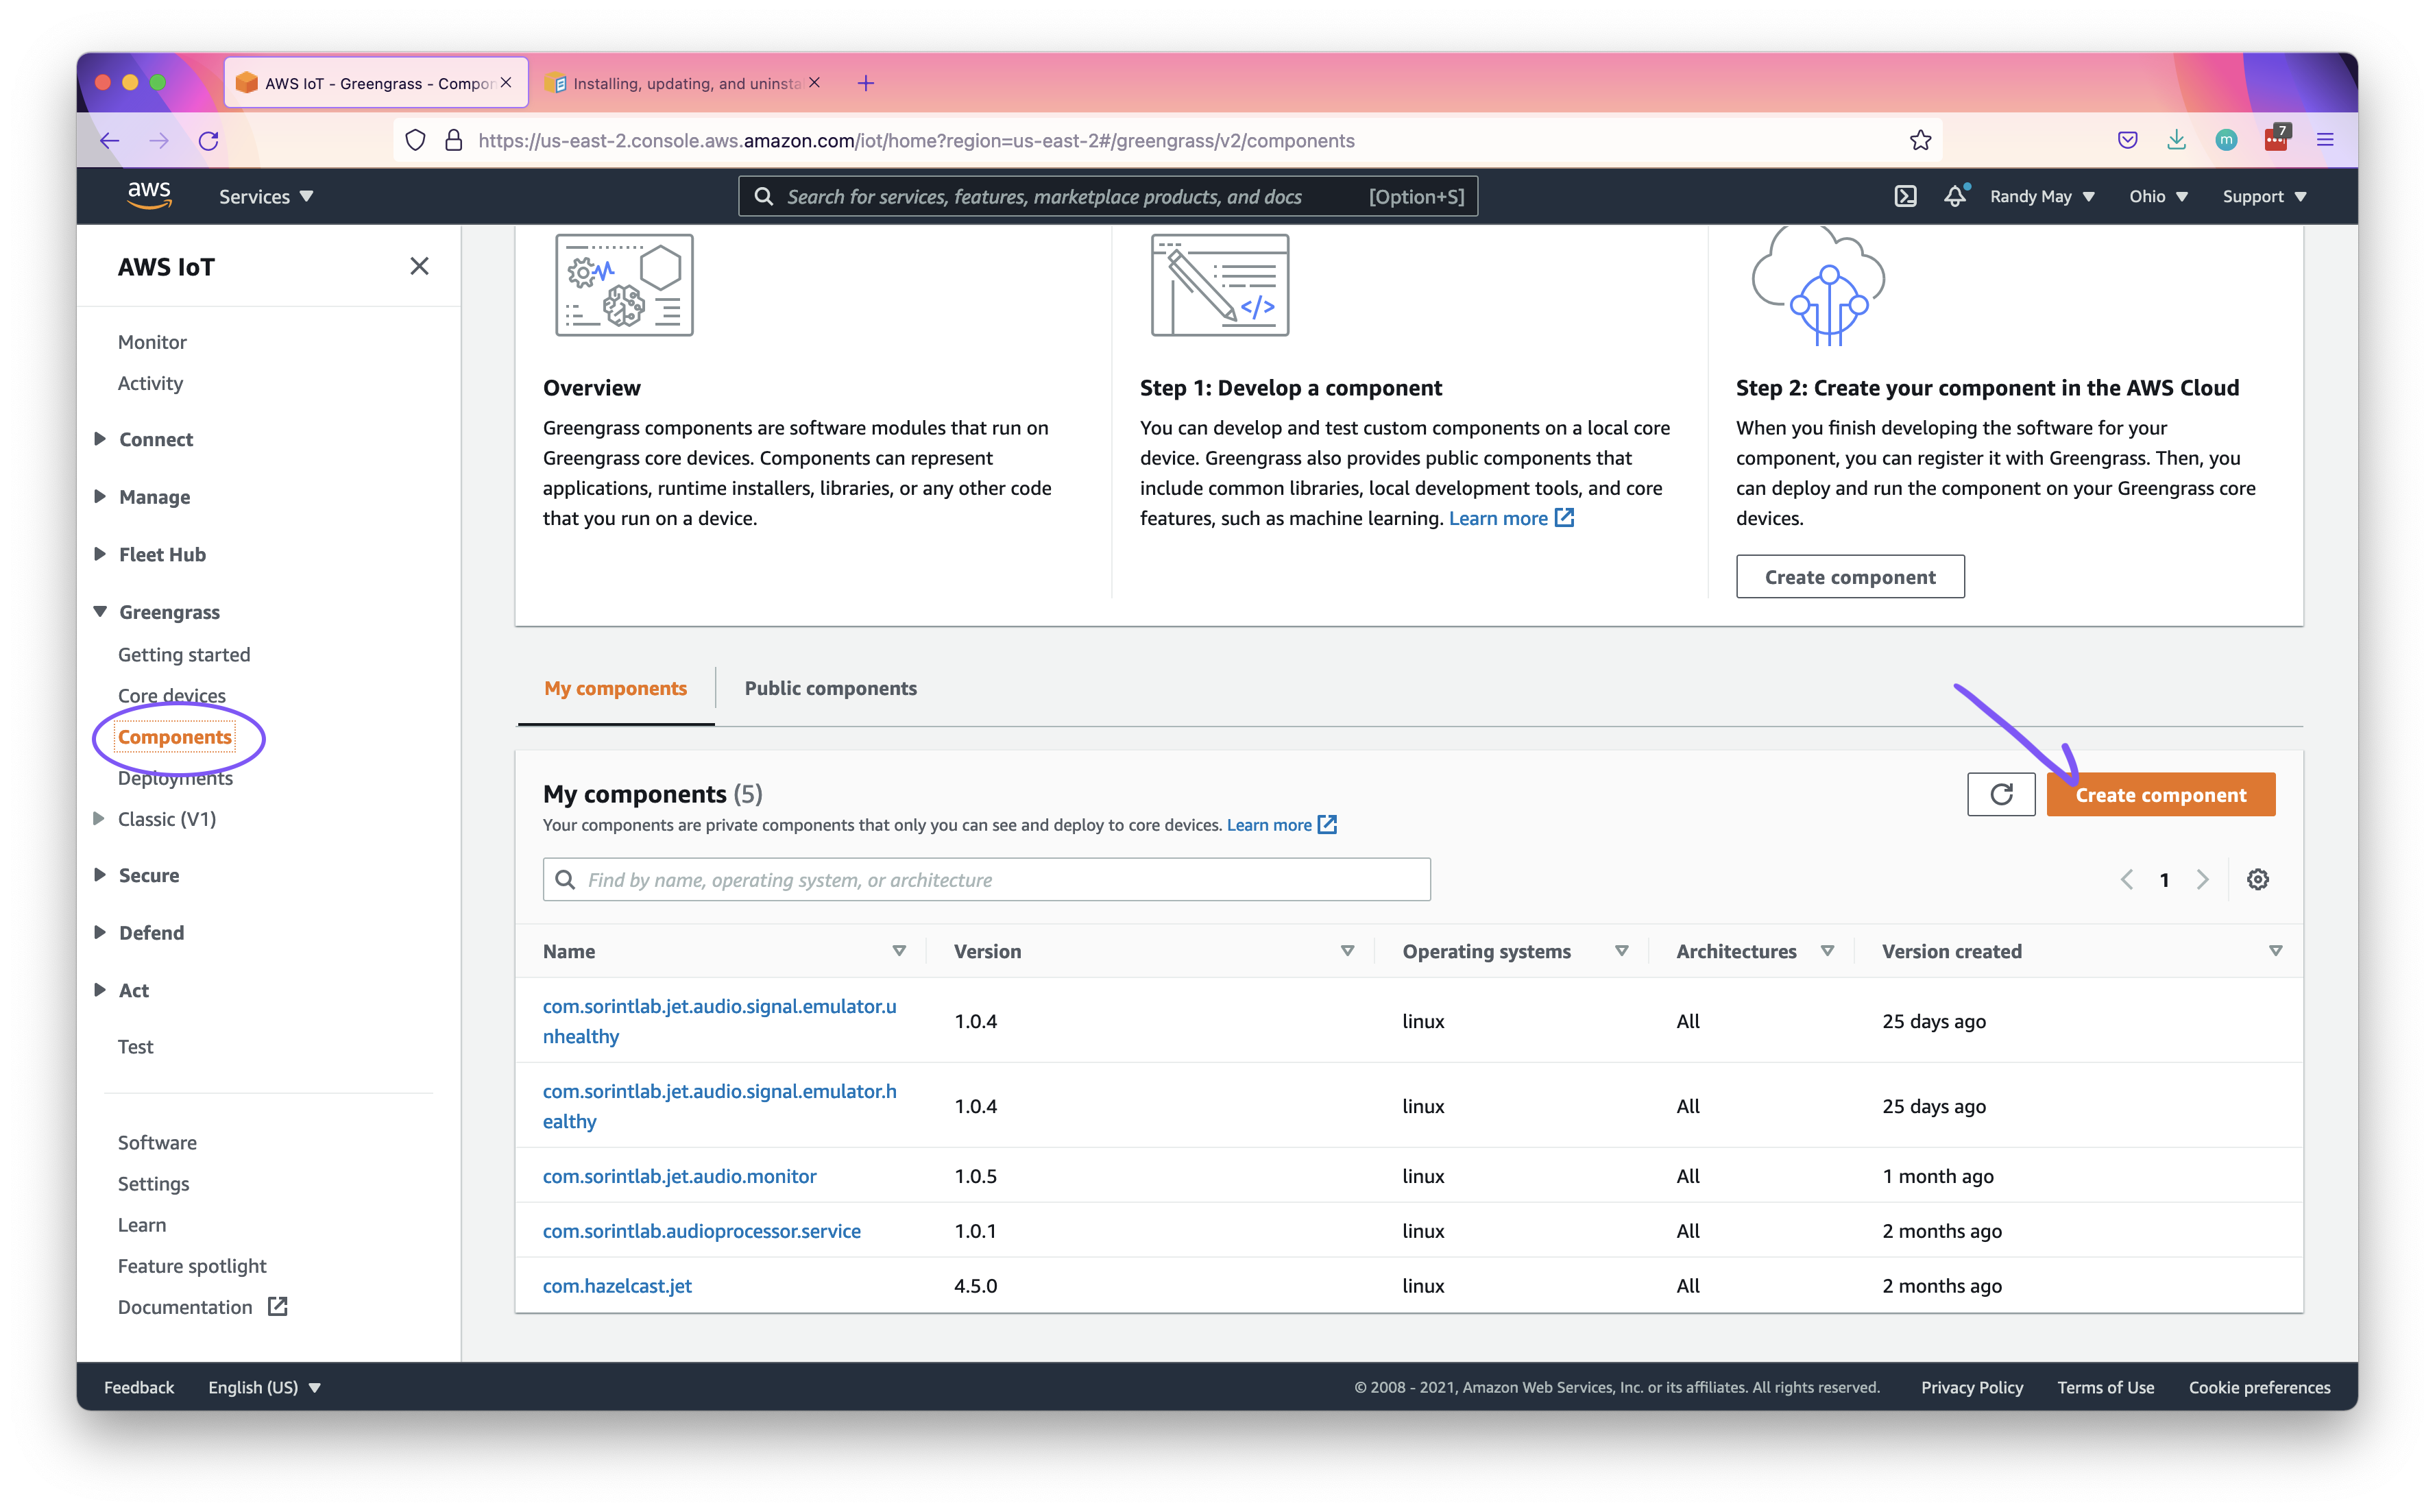 AWS IoT - Greengrass - Compon
Installing, updating, and uninsta
https://us-east-2.console.aws.amazon.com/iot/home?region=us-east-2#/greengrass/v2/components
m
7
aws
Services
Search for services, features, marketplace products, and docs [Option+S]
Randy May
Ohio
Support
AWS IoT
Monitor
Activity
Connect
Manage
Fleet Hub
Greengrass
Getting started
Core devices
Components
Deployments
Classic (V1)
Secure
Defend
Act
Test
Software
Settings
Learn
Feature spotlight
Documentation
Overview
Greengrass components are software modules that run on
Greengrass core devices. Components can represent
applications, runtime installers, libraries, or any other code
that you run on a device.
</>
Step 1: Develop a component
You can develop and test custom components on a local core
device. Greengrass also provides public components that
include common libraries, local development tools, and core
features, such as machine learning. Learn more
Step 2: Create your component in the AWS Cloud
When you finish developing the software for your
component, you can register it with Greengrass. Then, you
can deploy and run the component on your Greengrass core
devices.
Create component
My components
Public components
My components (5)
Your components are private components that only you can see and deploy to core devices. Learn more
Create component
Find by name, operating system, or architecture
1
Name Version Operating systems Architectures Version created
com.sorintlab.jet.audio.signal.emulator.u
nhealthy
1.0.4 linux All 25 days ago
com.sorintlab.jet.audio.signal.emulator.h
ealthy
1.0.4 linux All 25 days ago
com.sorintlab.jet.audio.monitor 1.0.5 linux All 1 month ago
com.sorintlab.audioprocessor.service 1.0.1 linux All 2 months ago
com.hazelcast.jet 4.5.0 linux All 2 months ago
Feedback
English (US)
© 2008 - 2021, Amazon Web Services, Inc. or its affiliates. All rights reserved.
Privacy Policy
Terms of Use
Cookie preferences